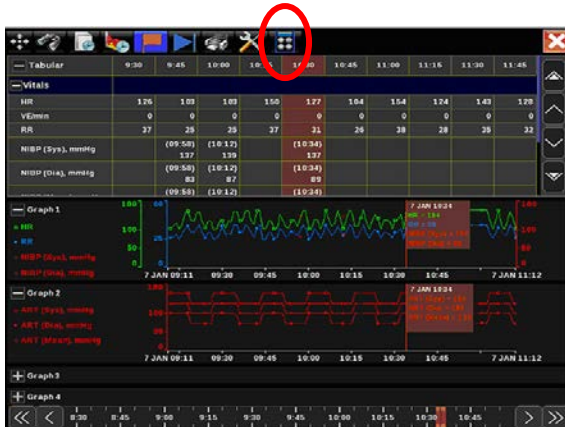 Tabular 9:30 9:45 10:00 10:15 10:30 10:45 11:00 11:15 11:30 11:45
Vitals
HR 126 103 103 150 127 104 154 124 143 128
VE/min 0 0 0 0 0 0 0 0 0 0
RR 37 25 25 37 31 26 38 28 35 32
(09:58) (10:12) (10:34)
NIBP (Sys), mmHg 137 139 137
(09:58) (10:12) (10:34)
NIBP (Dia), mmHg 83 87 89
(09:58) (10:12) (10:34)
Graph 1
HR
RR
NIBP (Sys), mmHg
NIBP (Dia), mmHg
7 JAN 10:34
7 JAN 09:11 09:30 09:45 10:00 10:15 10:30 10:45 7 JAN 11:12
Graph 2
ART (Sys), mmHg
ART (Dia), mmHg
ART (Mean), mmHg
7 JAN 10:34
7 JAN 09:11 09:30 09:45 10:00 10:15 10:30 10:45 7 JAN 11:12
Graph 3
Graph 4
8:30 8:45 9:00 9:15 9:30 9:45 10:00 10:15 10:30 10:45